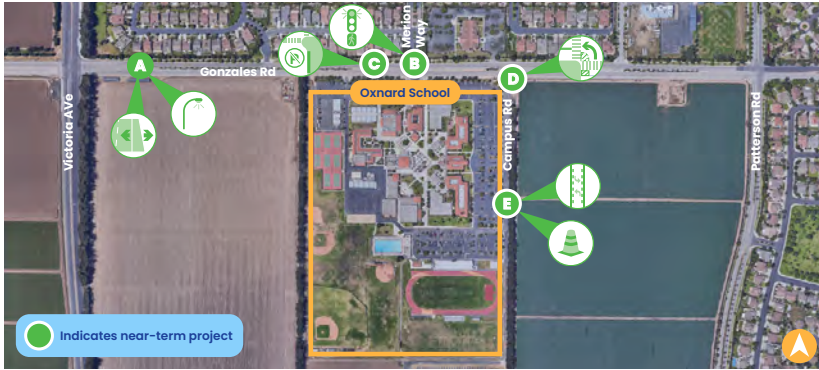 Merion
Way
A
C
B
D
Gonzales Rd
Oxnard School
Victoria AVe
Campus Rd
Patterson Rd
E
Indicates near-term project